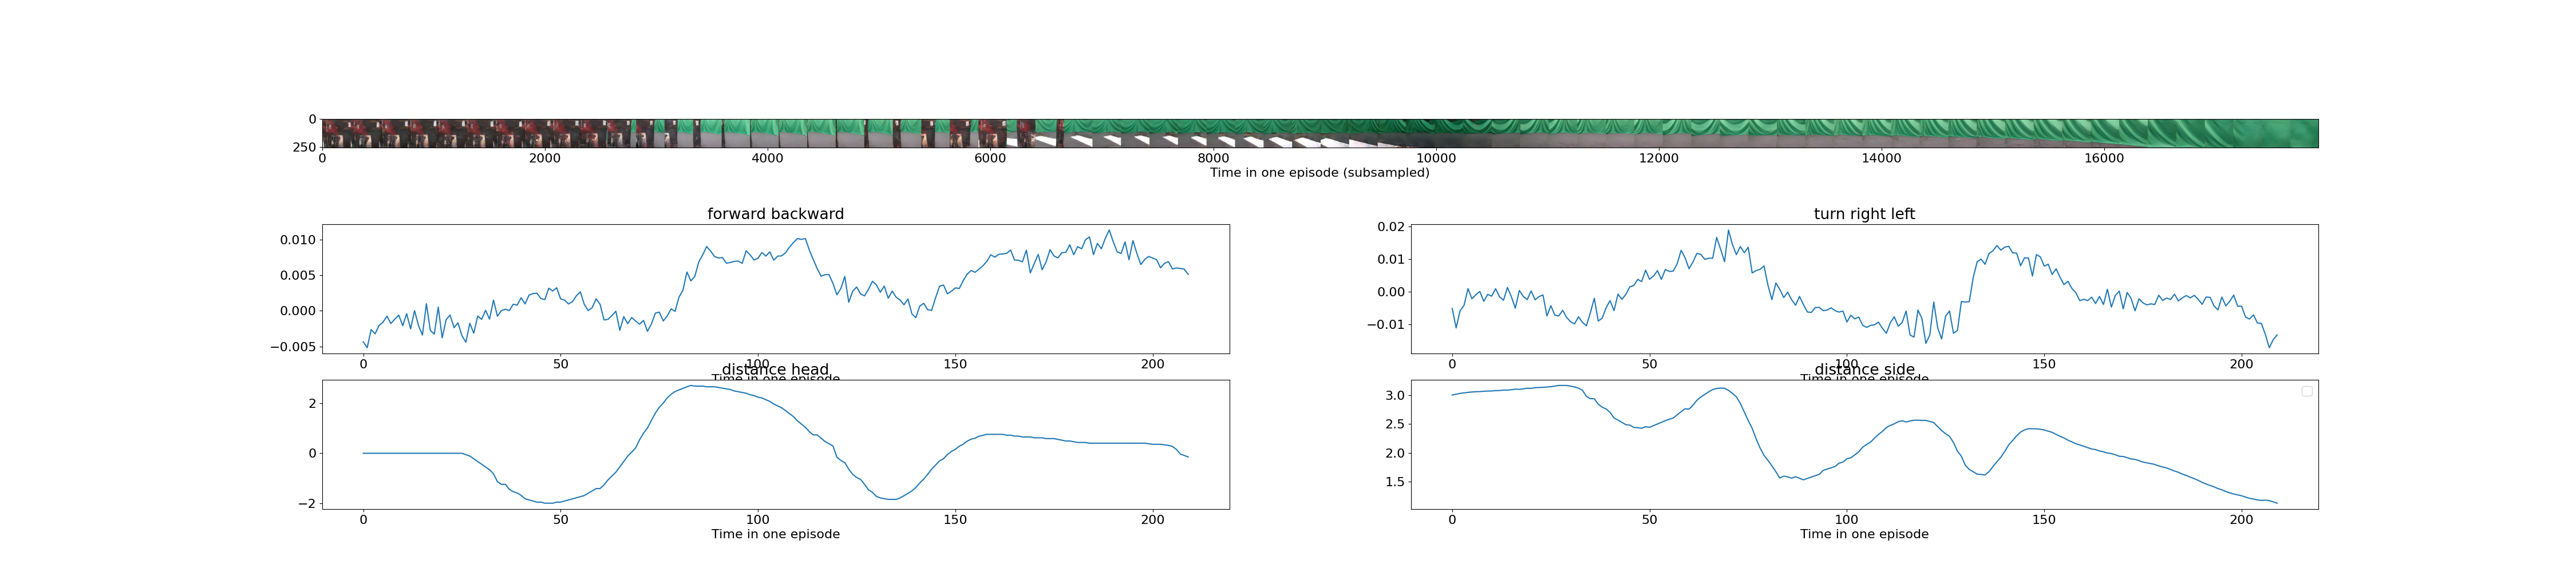 0
250
0 2000 4000 6000 8000 10000 12000 14000 16000
Time in one episode (subsampled)
forward backward
0.010
0.005
0.000
−0.005
0 50 100 150 200
Time in one episode
turn right left
0.02
0.01
0.00
−0.01
0 50 100 150 200
Time in one episode
distance head
2
0
−2
0 50 100 150 200
Time in one episode
distance side
3.0
2.5
2.0
1.5
0 50 100 150 200
Time in one episode